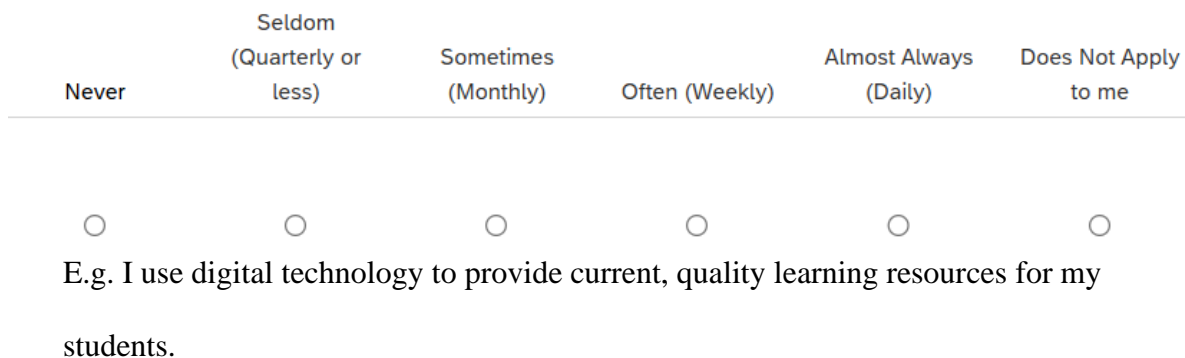 Never
Seldom
(Quarterly or
less)
Sometimes
(Monthly)
Often (Weekly)
Almost Always
(Daily)
Does Not Apply
to me
E.g. I use digital technology to provide current, quality learning resources for my
students.